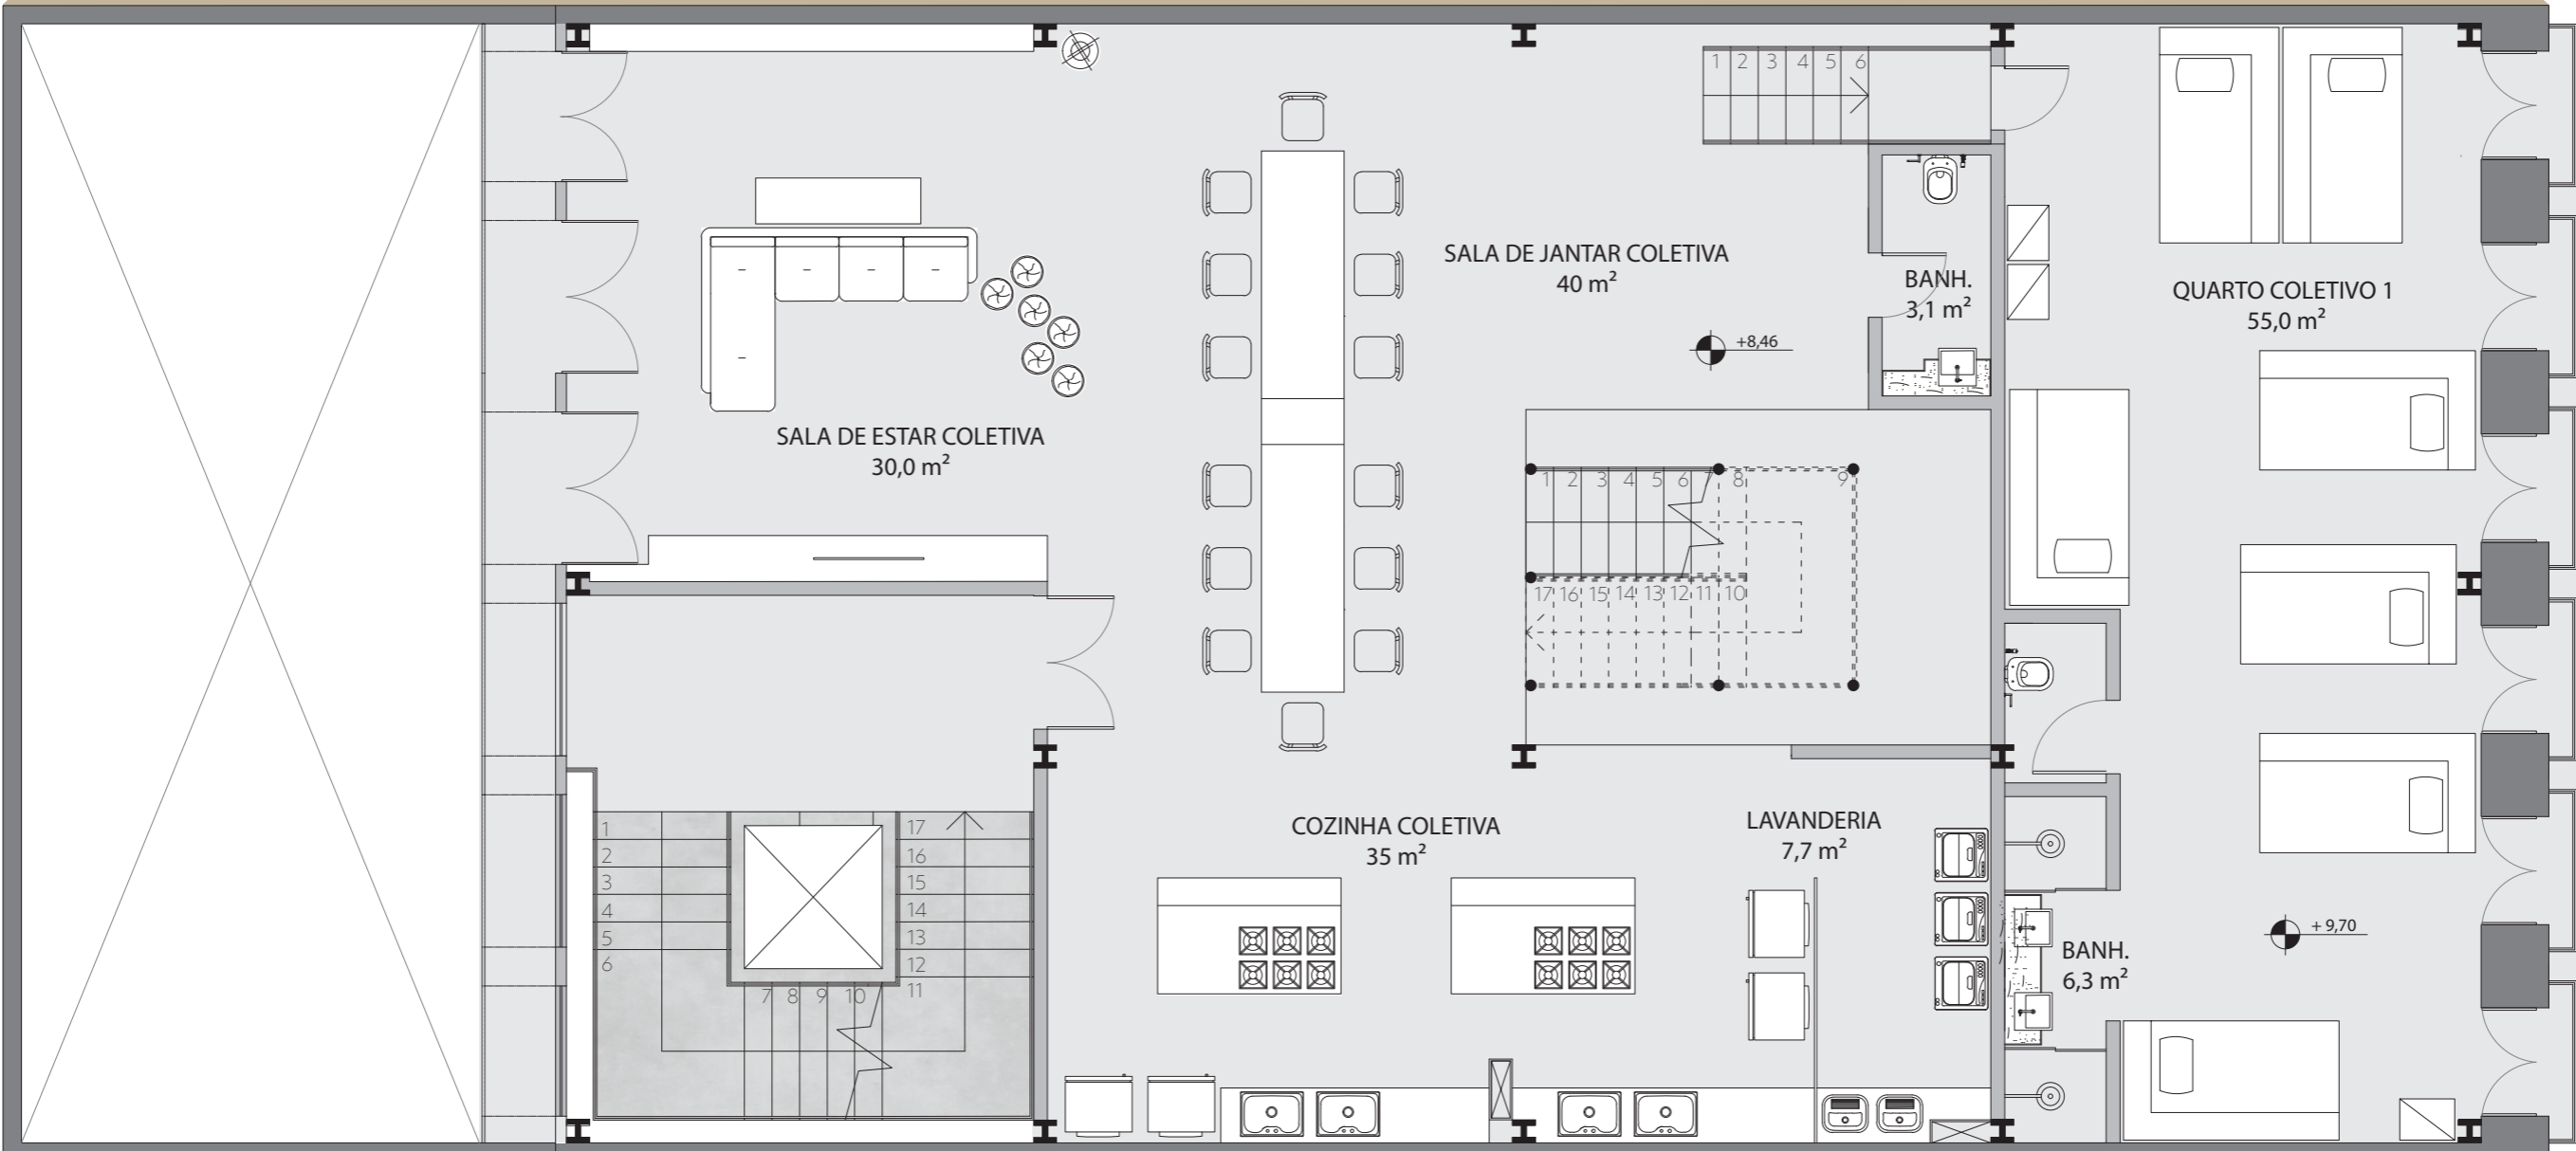 1 2 3 4 5 6
SALA DE JANTAR COLETIVA
40 m²
BANH.
3,1 m²
QUARTO COLETIVO 1
55,0 m²
+8,46
SALA DE ESTAR COLETIVA
30,0 m²
1 2 3 4 5 6 7 8 9
17 16 15 14 13 12 11 10
COZINHA COLETIVA
35 m²
LAVANDERIA
7,7 m²
1
2
3
4
5
6
7 8 9 10
11
12
13
14
15
16
17
BANH.
6,3 m²
+ 9,70